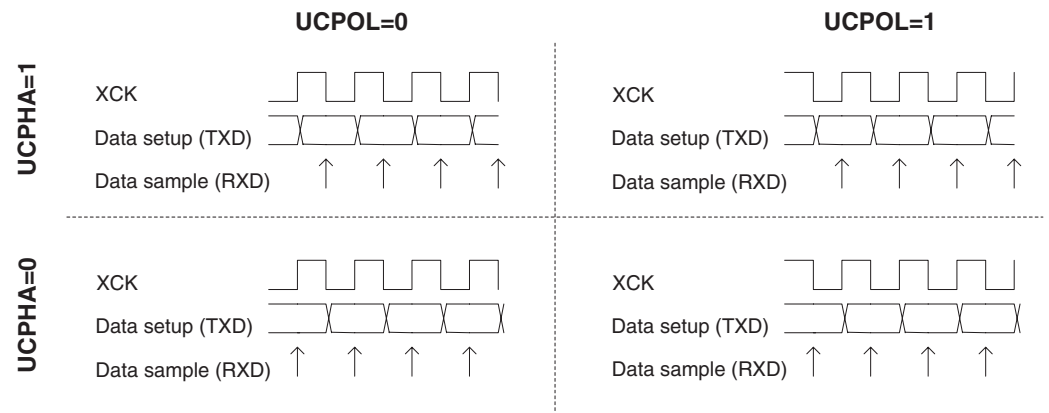 UCPOL=0 UCPOL=1
UCPHA=1
XCK
Data setup (TXD)
Data sample (RXD)
XCK
Data setup (TXD)
Data sample (RXD)
UCPHA=0
XCK
Data setup (TXD)
Data sample (RXD)
XCK
Data setup (TXD)
Data sample (RXD)